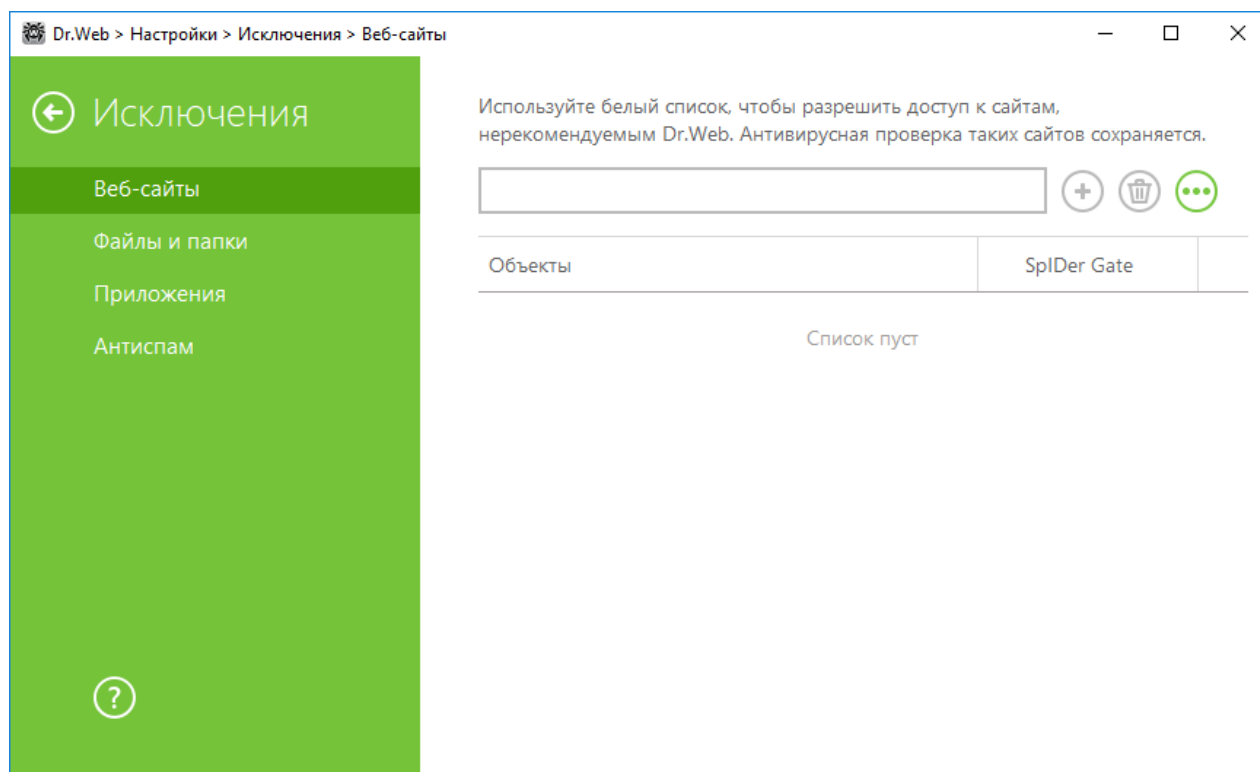 Dr.Web > Настройки > Исключения > Веб-сайты
Исключения
Веб-сайты
Файлы и папки
Приложения
Антиспам
?
Используйте белый список, чтобы разрешить доступ к сайтам,
нерекомендуемым Dr.Web. Антивирусная проверка таких сайтов сохраняется.
Объекты SpIDer Gate
Список пуст